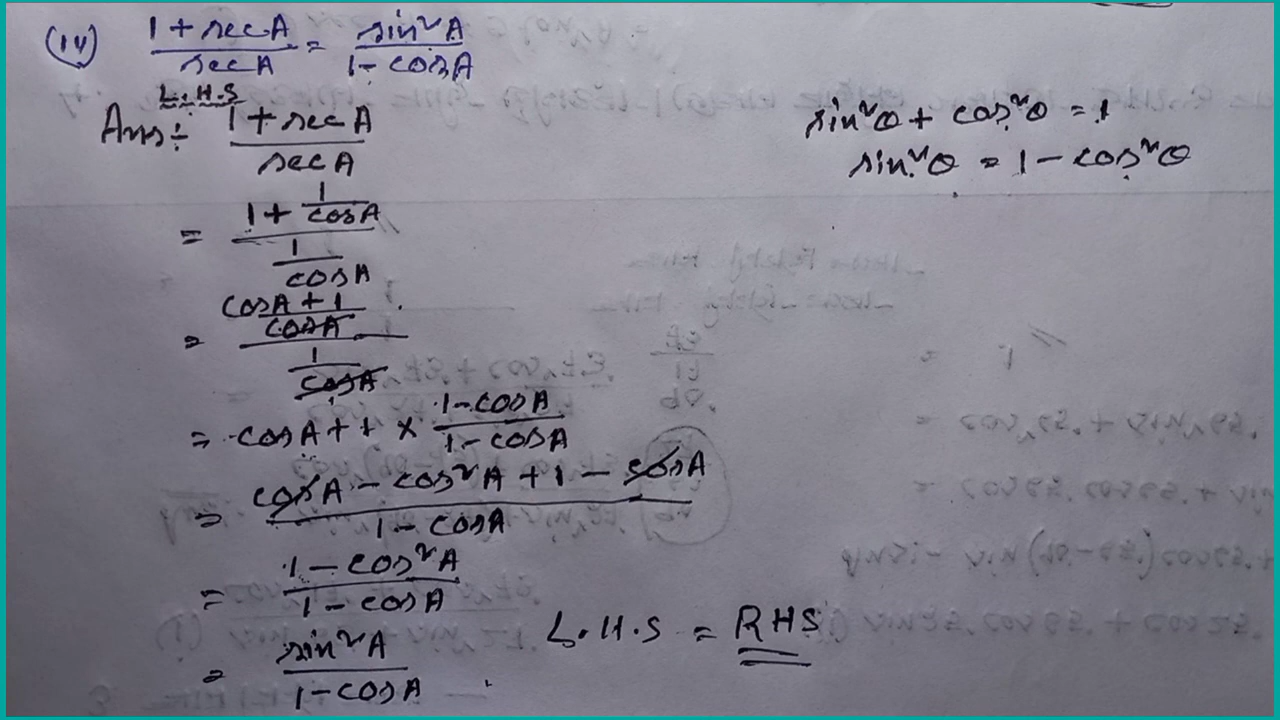 (iv) 1 + secA / secA = sin²A / 1 - cosA
L.H.S
Ans÷ 1 + secA / secA
= 1 + 1/cosA / 1/cosA
= cosA + 1 / cosA / 1 / cosA
= cosA + 1 × 1 - cosA / 1 - cosA
= cosA - cos²A + 1 - cosA / 1 - cosA
= 1 - cos²A / 1 - cosA
= sin²A / 1 - cosA
L.H.S = RHS
sin²θ + cos²θ = 1
sin²θ = 1 - cos²θ